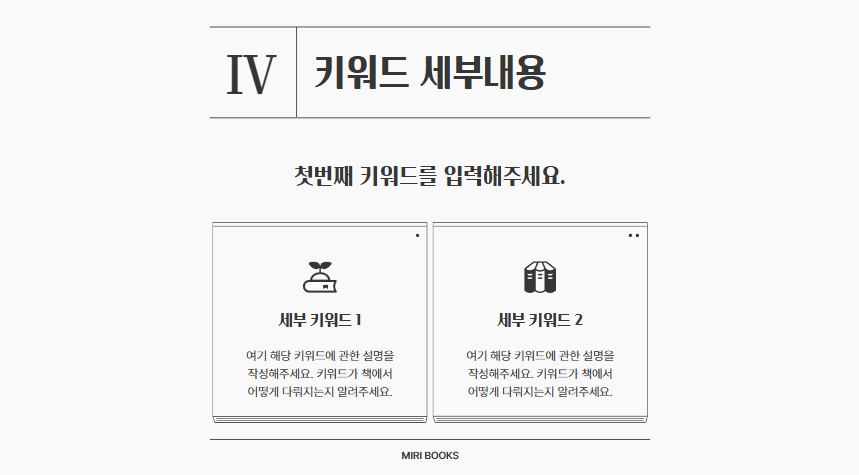 IV
키워드 세부내용
첫번째 키워드를 입력해주세요.
세부 키워드 1
여기 해당 키워드에 관한 설명을
작성해주세요. 키워드가 책에서
어떻게 다뤄지는지 알려주세요.
세부 키워드 2
여기 해당 키워드에 관한 설명을
작성해주세요. 키워드가 책에서
어떻게 다뤄지는지 알려주세요.
MIRI BOOKS